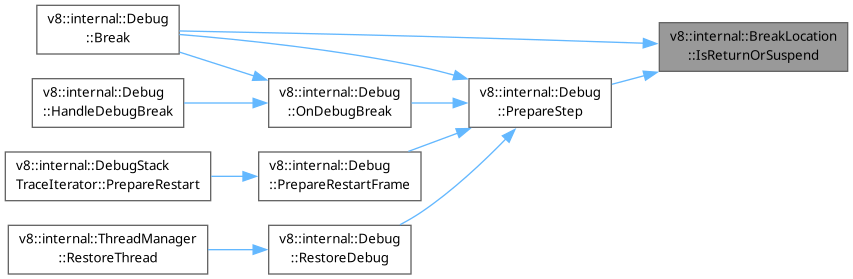 v8::internal::Debug
::Break
v8::internal::BreakLocation
::IsReturnOrSuspend
v8::internal::Debug
::HandleDebugBreak
v8::internal::Debug
::OnDebugBreak
v8::internal::Debug
::PrepareStep
v8::internal::DebugStack
TraceIterator::PrepareRestart
v8::internal::Debug
::PrepareRestartFrame
v8::internal::ThreadManager
::RestoreThread
v8::internal::Debug
::RestoreDebug